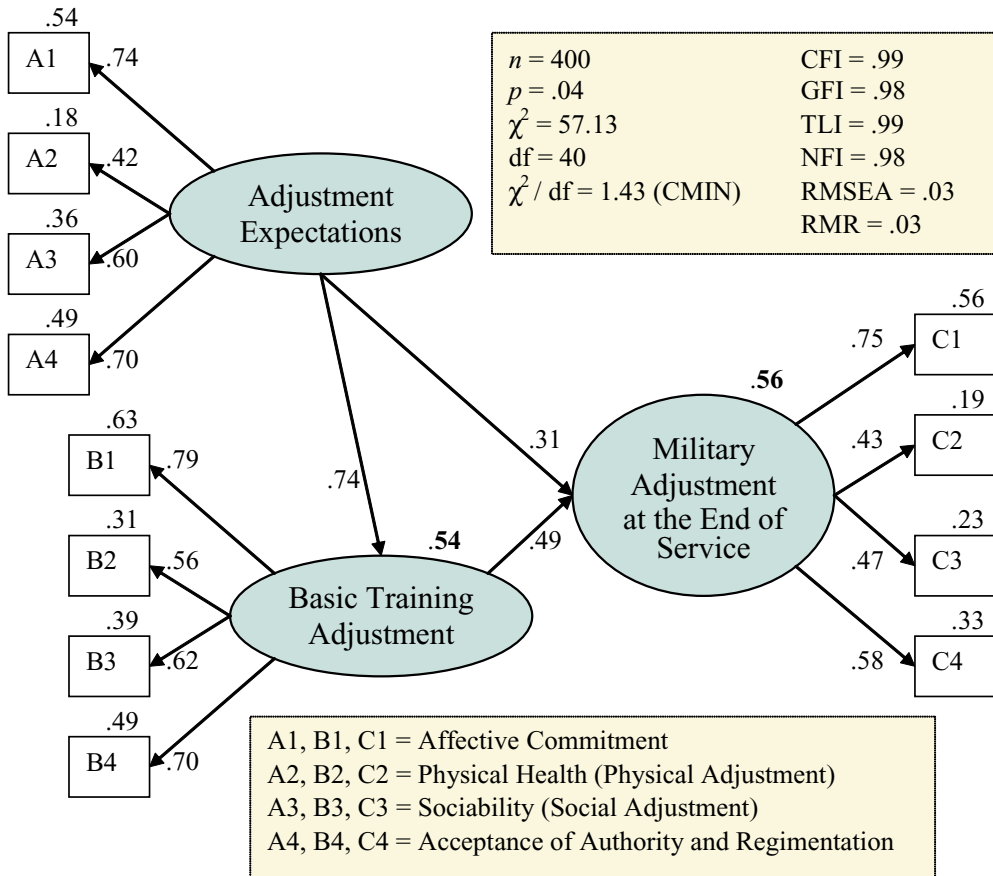 .54
A1
.74
.18
A2
.42
.36
A3
.60
.49
A4
.70
Adjustment
Expectations
n = 400
p = .04
χ² = 57.13
df = 40
χ² / df = 1.43 (CMIN)
CFI = .99
GFI = .98
TLI = .99
NFI = .98
RMSEA = .03
RMR = .03
.74
.31
.49
.63
B1
.79
.31
B2
.56
.39
B3
.62
.49
B4
.70
.54
Basic Training
Adjustment
.56
Military
Adjustment
at the End of
Service
.56
.75
C1
.19
.43
C2
.23
.47
C3
.33
.58
C4
A1, B1, C1 = Affective Commitment
A2, B2, C2 = Physical Health (Physical Adjustment)
A3, B3, C3 = Sociability (Social Adjustment)
A4, B4, C4 = Acceptance of Authority and Regimentation